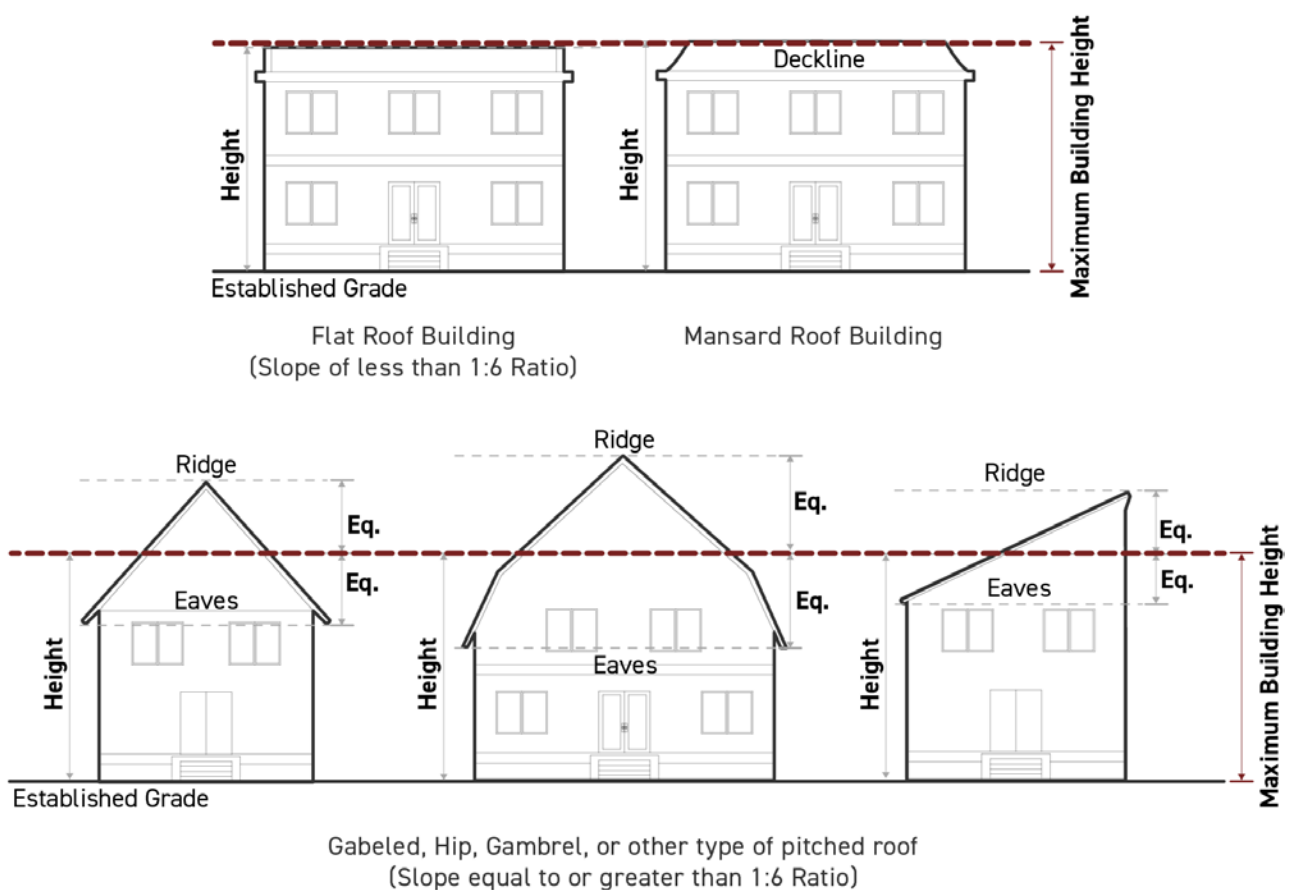 Deckline
Height
Height
Maximum Building Height
Established Grade
Flat Roof Building
(Slope of less than 1:6 Ratio)
Mansard Roof Building
Ridge
Eq.
Eq.
Eaves
Height
Ridge
Eq.
Eq.
Eaves
Height
Ridge
Eq.
Eq.
Eaves
Height
Maximum Building Height
Established Grade
Gabeled, Hip, Gambrel, or other type of pitched roof
(Slope equal to or greater than 1:6 Ratio)